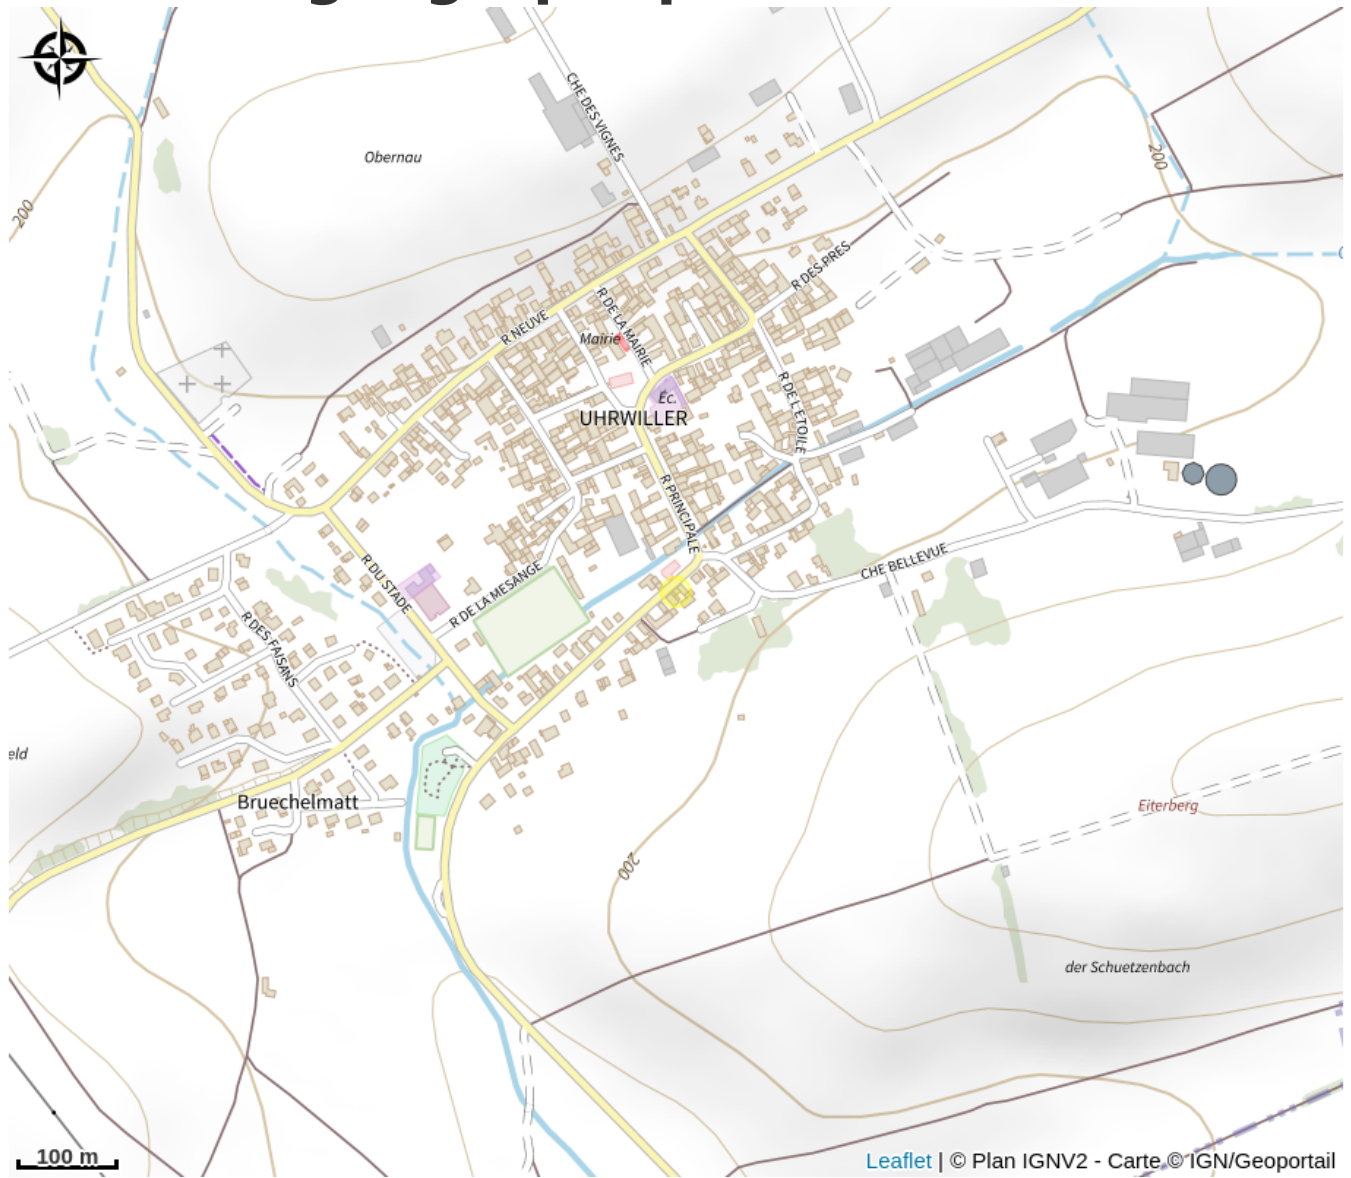 CHE DES VIGNES
Obernau
200
200
R DES PRES
R NEUVE
R DE LA MAIRIE
Mairie
Éc.
UHRWILLER
R DE L'ETOILE
R PRINCIPALE
CHE BELLEVUE
R DU STADE
R DE LA MESANGE
R DES FAISANS
eld
Bruechelmatt
Eiterberg
200
der Schuetzenbach
100 m
Leaflet | © Plan IGNV2 - Carte © IGN/Geoportail